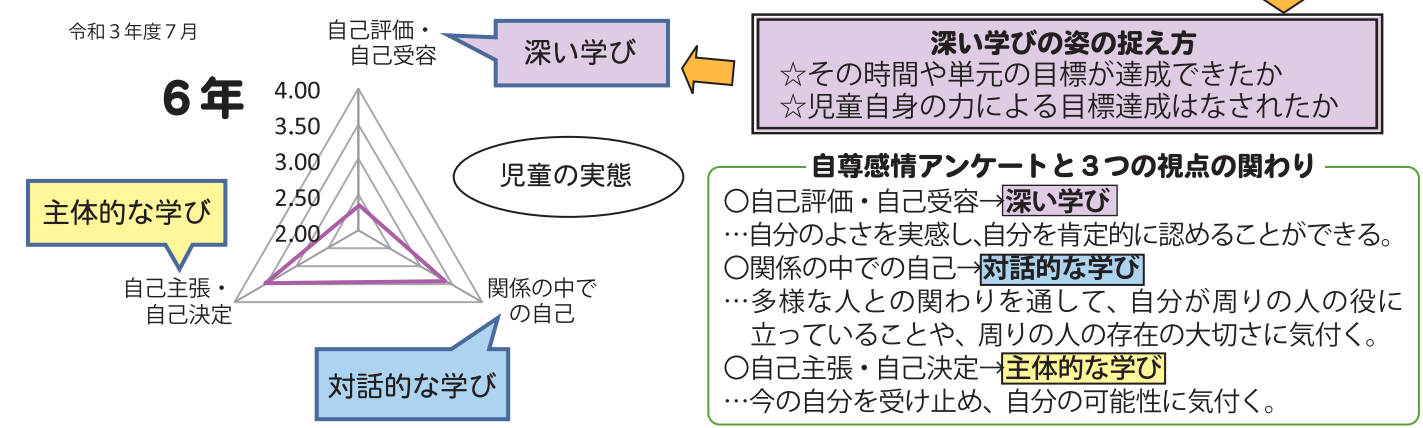 令和３年度７月
６年
自己評価・
自己受容
深い学び
4.00
3.50
3.00
2.50
2.00
児童の実態
主体的な学び
自己主張・
自己決定
関係の中で
の自己
対話的な学び
深い学びの姿の捉え方
☆その時間や単元の目標が達成できたか
☆児童自身の力による目標達成はなされたか
自尊感情アンケートと３つの視点の関わり
〇自己評価・自己受容→深い学び
…自分のよさを実感し、自分を肯定的に認めることができる。
〇関係の中での自己→対話的な学び
…多様な人との関わりを通して、自分が周りの人の役に
立っていることや、周りの人の存在の大切さに気付く。
〇自己主張・自己決定→主体的な学び
…今の自分を受け止め、自分の可能性に気付く。